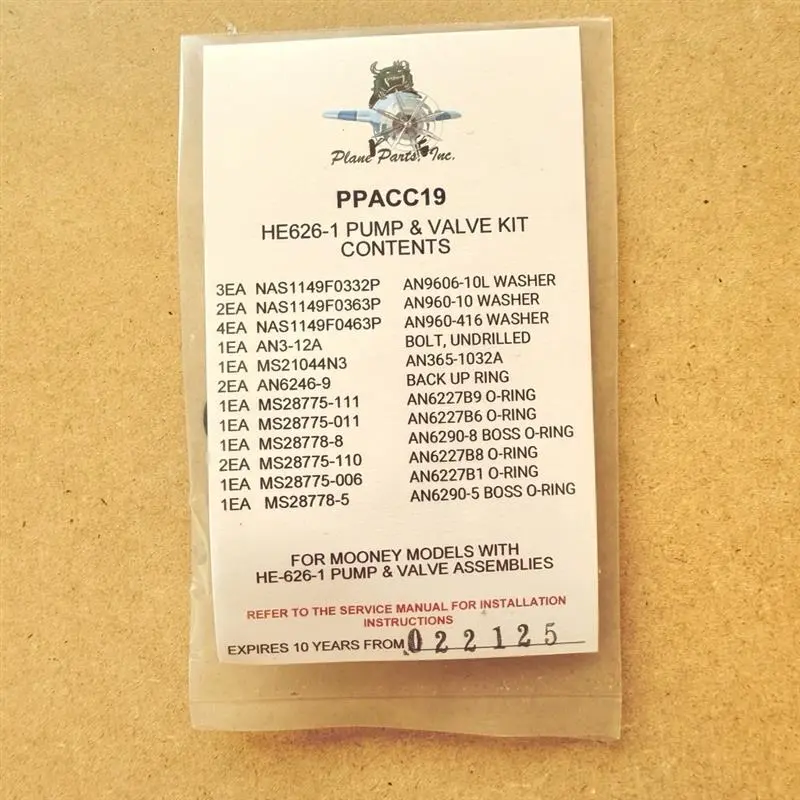 Plane Parts, Inc.
PPACC19
HE626-1 PUMP & VALVE KIT
CONTENTS
3EA NAS1149F0332P AN9606-10L WASHER
2EA NAS1149F0363P AN960-10 WASHER
4EA NAS1149F0463P AN960-416 WASHER
1EA AN3-12A BOLT, UNDRILLED
1EA MS21044N3 AN365-1032A
2EA AN6246-9 BACK UP RING
1EA MS28775-111 AN6227B9 O-RING
1EA MS28775-011 AN6227B6 O-RING
1EA MS28778-8 AN6290-8 BOSS O-RING
2EA MS28775-110 AN6227B8 O-RING
1EA MS28775-006 AN6227B1 O-RING
1EA MS28778-5 AN6290-5 BOSS O-RING
FOR MOONEY MODELS WITH
HE-626-1 PUMP & VALVE ASSEMBLIES
REFER TO THE SERVICE MANUAL FOR INSTALLATION
INSTRUCTIONS
EXPIRES 10 YEARS FROM 022125